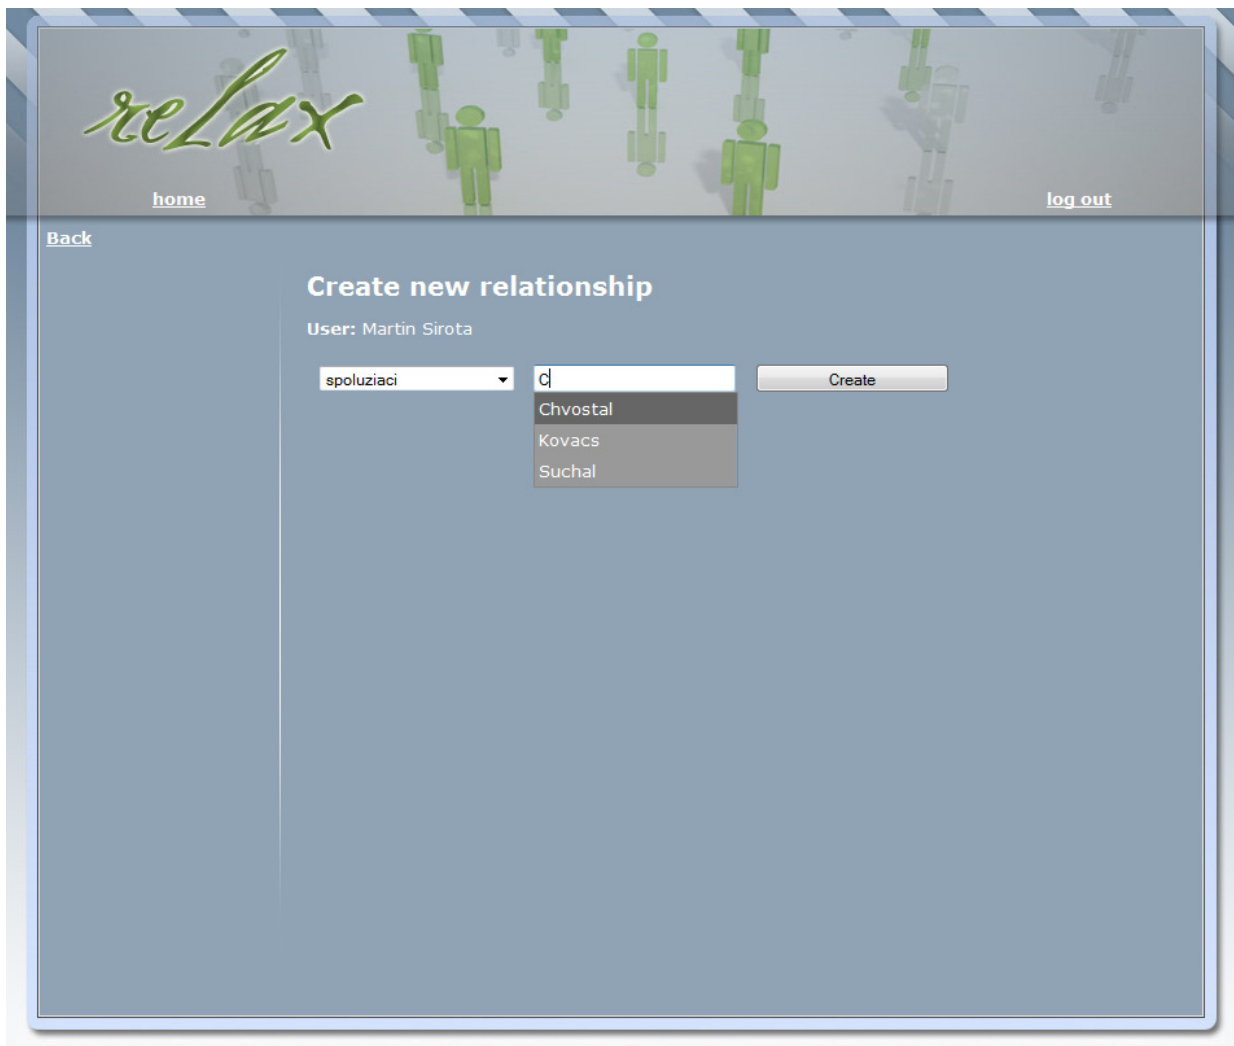 relax
home
log out
Back
Create new relationship
User: Martin Sirota
spoluziaci
C
Create
Chvostal
Kovacs
Suchal